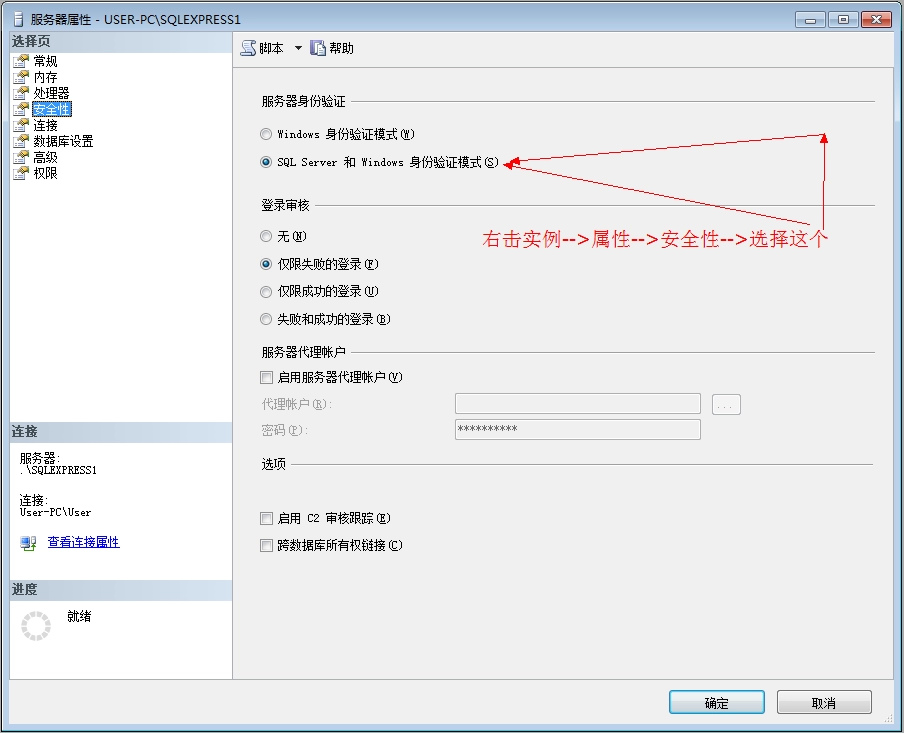 服务器属性 - USER-PC\SQLEXPRESS1
选择页
常规
内存
处理器
安全性
连接
数据库设置
高级
权限
脚本
帮助
服务器身份验证
Windows 身份验证模式(W)
SQL Server 和 Windows 身份验证模式(S)
右击实例-->属性-->安全性-->选择这个
登录审核
无(N)
仅限失败的登录(F)
仅限成功的登录(U)
失败和成功的登录(B)
服务器代理帐户
启用服务器代理帐户(V)
代理帐户(R):
...
密码(P):
**********
选项
启用 C2 审核跟踪(E)
跨数据库所有权链接(C)
连接
服务器:
.\SQLEXPRESS1
连接:
User-PC\User
查看连接属性
进度
就绪
确定
取消